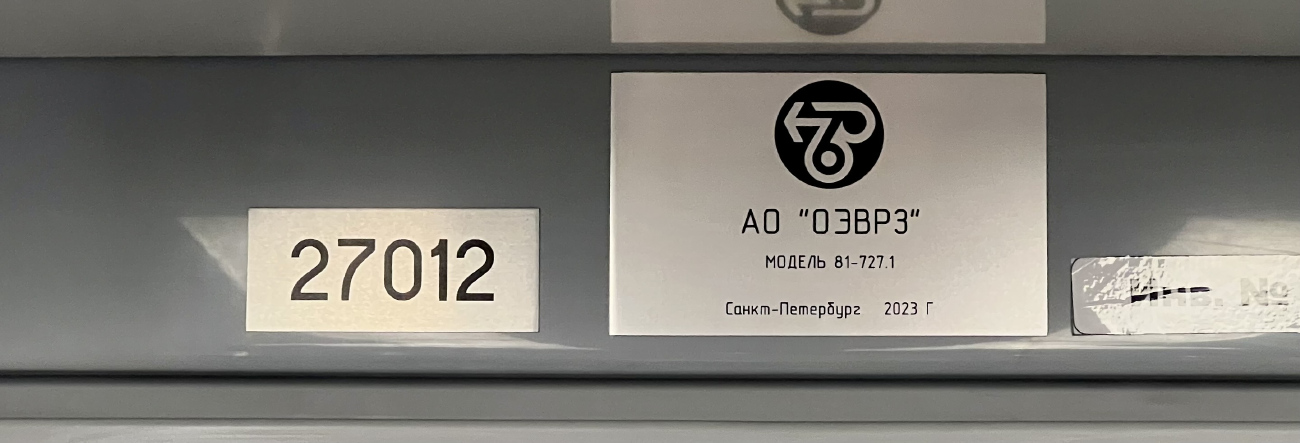 27012
АО "ОЭВРЗ"
МОДЕЛЬ 81-727.1
Санкт-Петербург 2023 Г
Инв. №